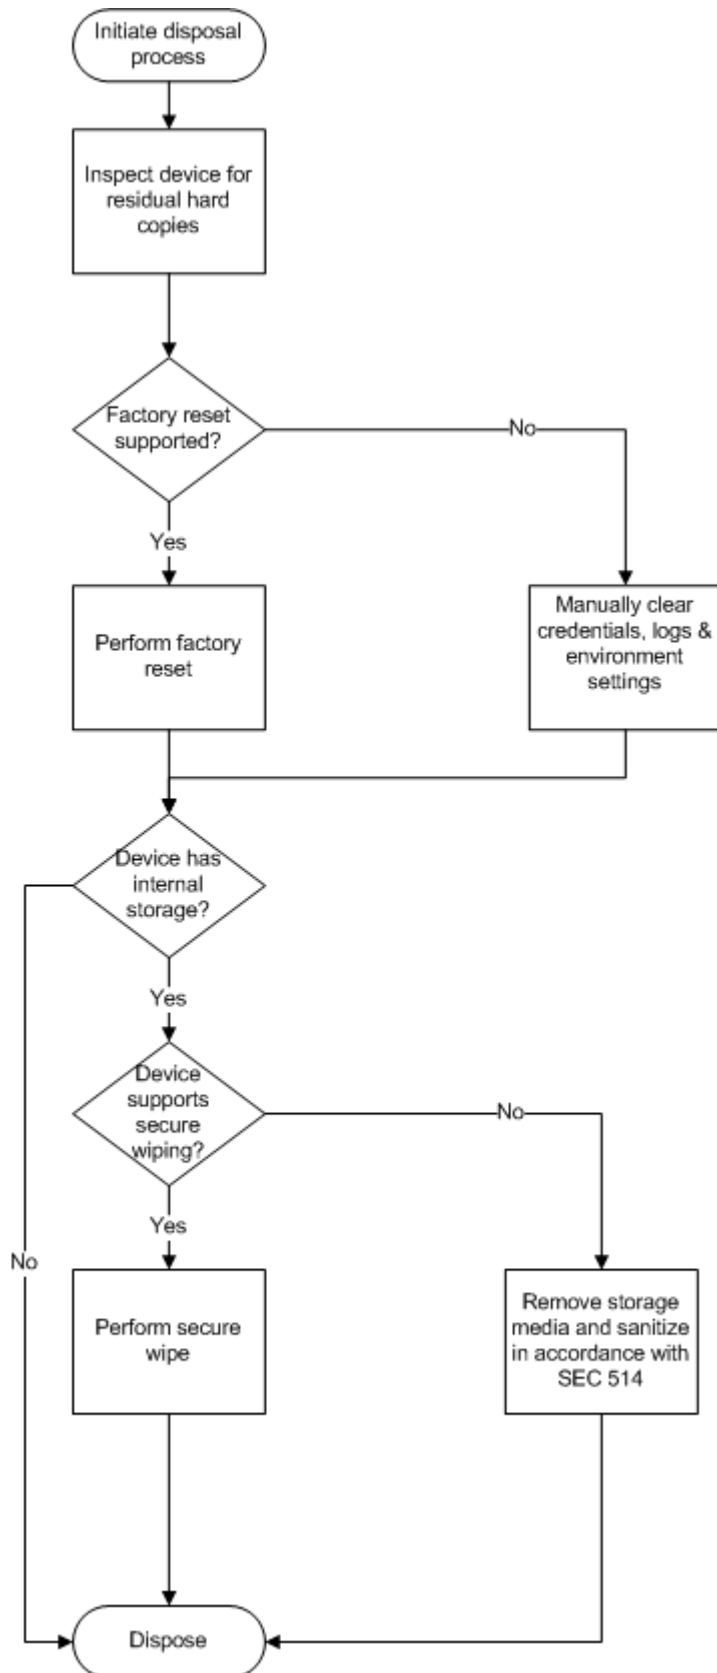 Initiate disposal
process
Inspect device for
residual hard
copies
Factory reset
supported?
No
Yes
Perform factory
reset
Manually clear
credentials, logs &
environment
settings
Device has
internal
storage?
Yes
Device
supports
secure
wiping?
No
Yes
No
Perform secure
wipe
Remove storage
media and sanitize
in accordance with
SEC 514
Dispose